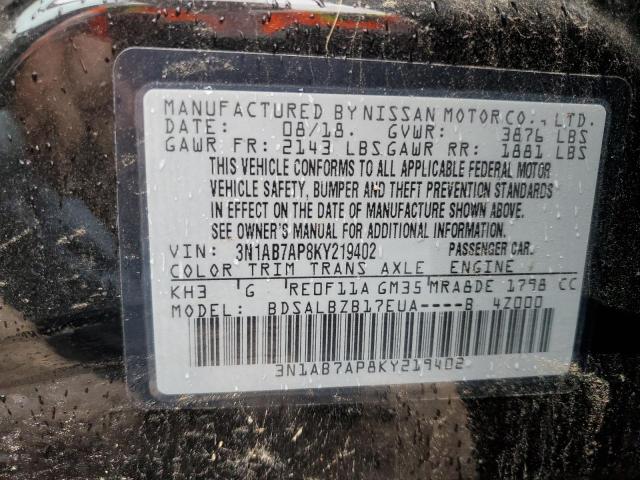 MANUFACTURED BY NISSAN MOTOR CO., LTD.
DATE: 08/18. GVWR: 3876 LBS
GAWR FR: 2143 LBS GAWR RR: 1881 LBS
THIS VEHICLE CONFORMS TO ALL APPLICABLE FEDERAL MOTOR
VEHICLE SAFETY, BUMPER AND THEFT PREVENTION STANDARDS
IN EFFECT ON THE DATE OF MANUFACTURE SHOWN ABOVE.
SEE OWNER'S MANUAL FOR ADDITIONAL INFORMATION.
VIN: 3N1AB7AP8KY219402 PASSENGER CAR.
COLOR TRIM TRANS AXLE ENGINE
KH3 G RE0F11A GM35 MRA8DE 1798 CC
MODEL: BDSALBZB17EUA----B 4Z000
3N1AB7AP8KY219402